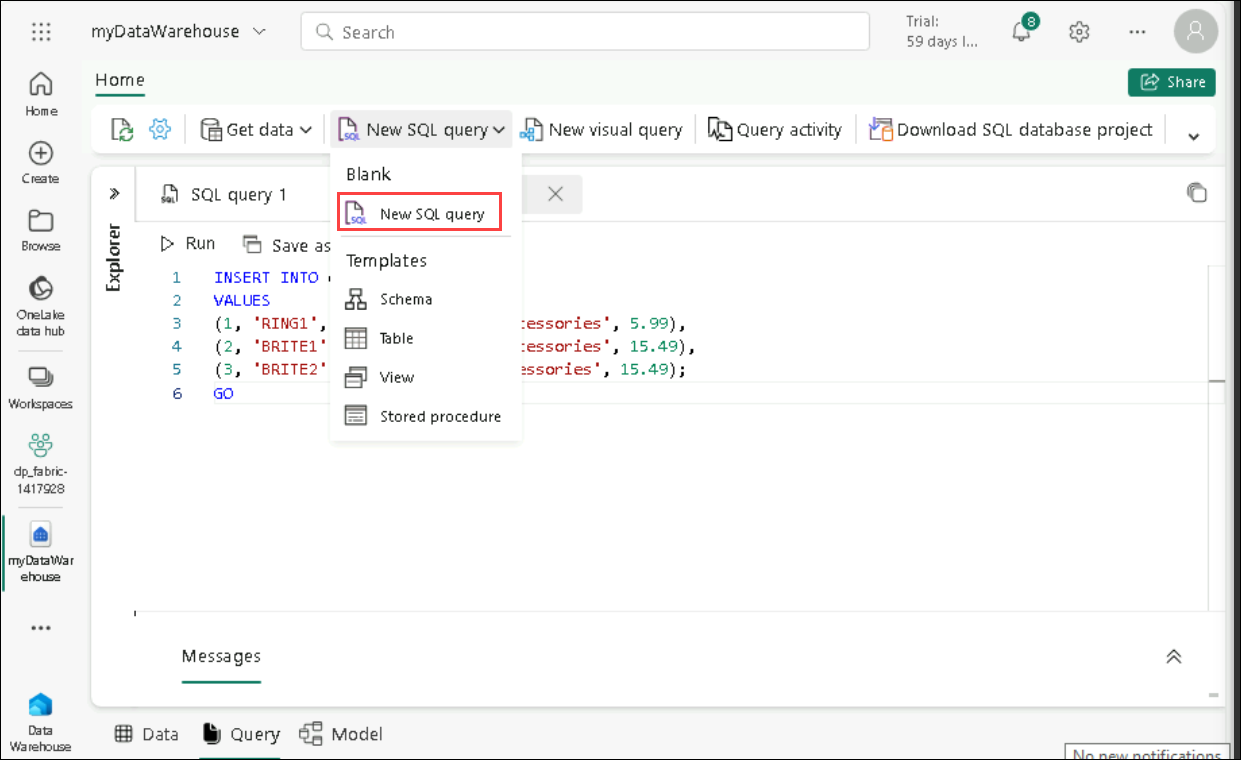 myDataWarehouse
Search
Trial:
59 days l...
8
Home
Share
Get data
New SQL query
New visual query
Query activity
Download SQL database project
Home
Create
Browse
OneLake
data hub
Workspaces
dp_fabric-
1417928
myDataWar
ehouse
Data
Warehouse
Explorer
SQL query 1
Blank
New SQL query
Templates
Schema
Table
View
Stored procedure
Run
Save as
1 INSERT INTO
2 VALUES
3 (1, 'RING1', cessories', 5.99),
4 (2, 'BRITE1' cessories', 15.49),
5 (3, 'BRITE2' essories', 15.49);
6 GO
Messages
Data
Query
Model
No new notifications